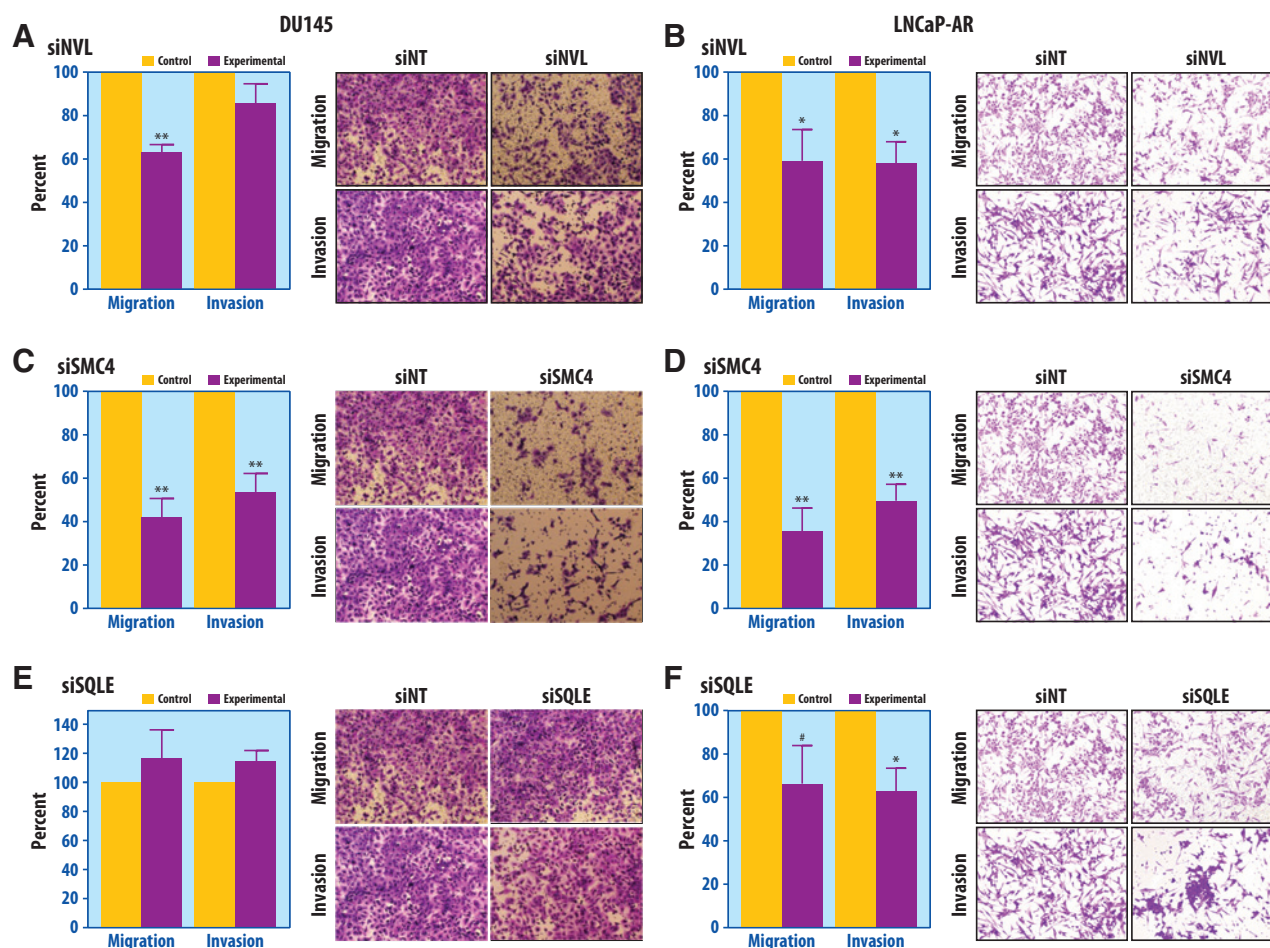 DU145
LNCaP-AR
A
siNVL
Control Experimental
siNT siNVL
100
80
60
40
20
0
Percent
**
Migration Invasion
Migration
Invasion
B
siNVL
Control Experimental
siNT siNVL
100
80
60
40
20
0
Percent
* *
Migration Invasion
Migration
Invasion
C
siSMC4
Control Experimental
siNT siSMC4
100
80
60
40
20
0
Percent
** **
Migration Invasion
Migration
Invasion
D
siSMC4
Control Experimental
siNT siSMC4
100
80
60
40
20
0
Percent
** **
Migration Invasion
Migration
Invasion
E
siSQLE
Control Experimental
siNT siSQLE
140
120
100
80
60
40
20
0
Percent
Migration Invasion
Migration
Invasion
F
siSQLE
Control Experimental
siNT siSQLE
100
80
60
40
20
0
Percent
# *
Migration Invasion
Migration
Invasion